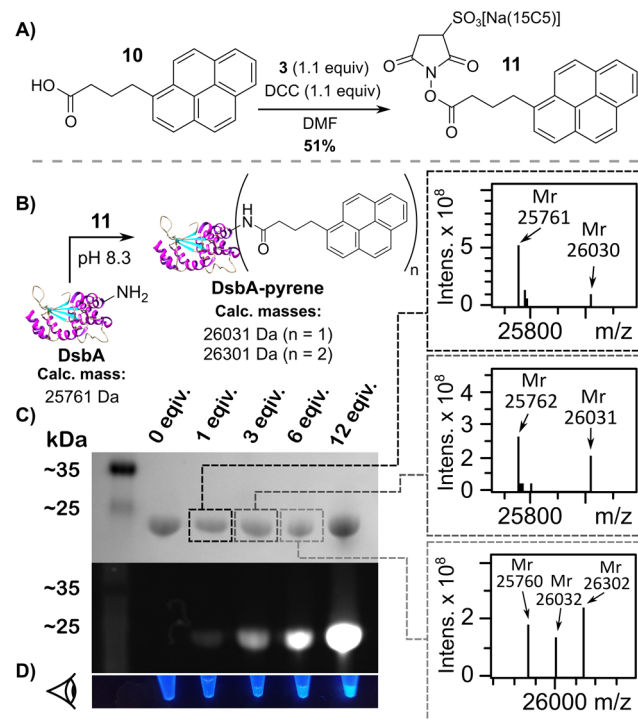 A)
10
HO
O
3 (1.1 equiv)
DCC (1.1 equiv)
DMF
51%
SO3[Na(15C5)]
O N O
O
O
11
B)
11
pH 8.3
NH2
DsbA
Calc. mass:
25761 Da
H
N
O
n
DsbA-pyrene
Calc. masses:
26031 Da (n = 1)
26301 Da (n = 2)
Intens. x 10^8
5
0
Mr
25761
Mr
26030
25800 m/z
Intens. x 10^8
4
2
0
Mr
25762
Mr
26031
25800 m/z
Intens. x 10^8
2
0
Mr
25760
Mr
26032
Mr
26302
26000 m/z
C)
0 eqiv.
1 eqiv.
3 eqiv.
6 eqiv.
12 eqiv.
kDa
~35
~25
~35
~25
D)